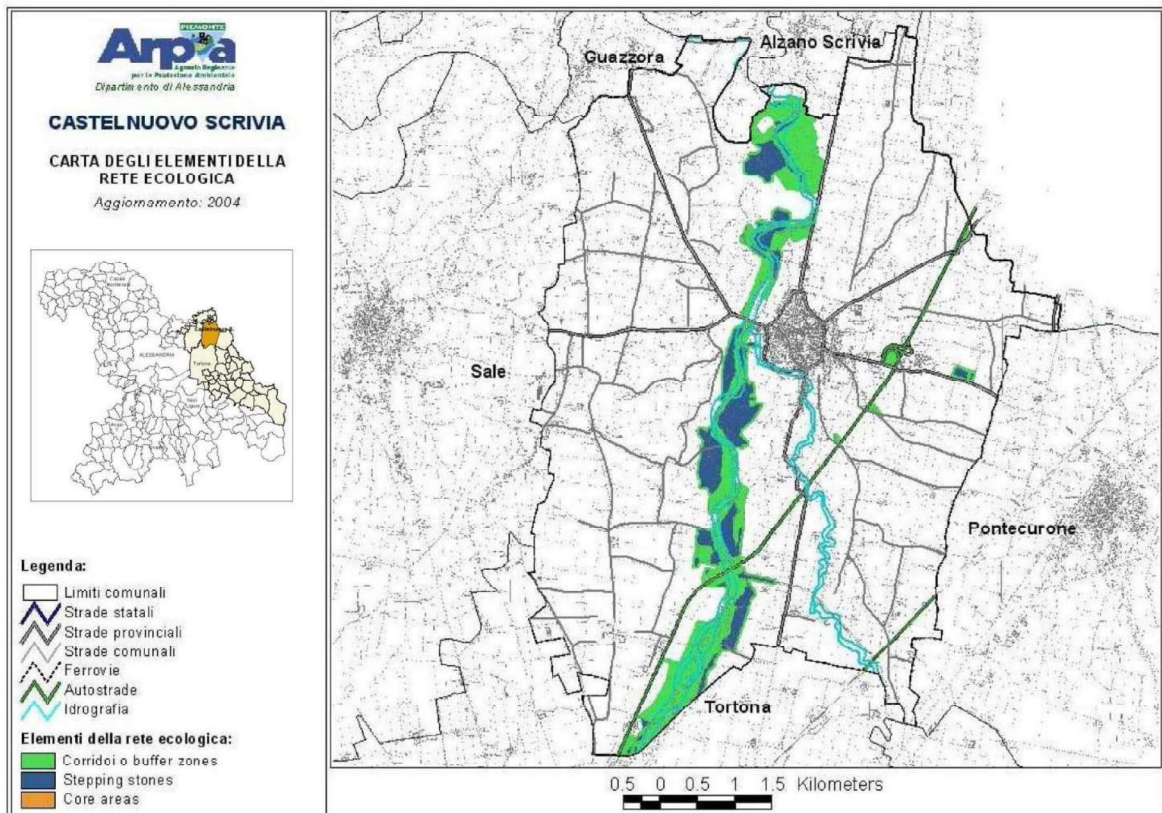 PIEMONTE
Arpa
Agenzia Regionale
per la Protezione Ambientale
Dipartimento di Alessandria
CASTELNUOVO SCRIVIA
CARTA DEGLI ELEMENTI DELLA
RETE ECOLOGICA
Aggiornamento: 2004
ALESSANDRIA
Tortona
Legenda:
Limiti comunali
Strade statali
Strade provinciali
Strade comunali
Ferrovie
Autostrade
Idrografia
Elementi della rete ecologica:
Corridoi o buffer zones
Stepping stones
Core areas
Guazzora
Alzano Scrivia
Sale
Pontecurone
Tortona
0.5 0 0.5 1 1.5 Kilometers